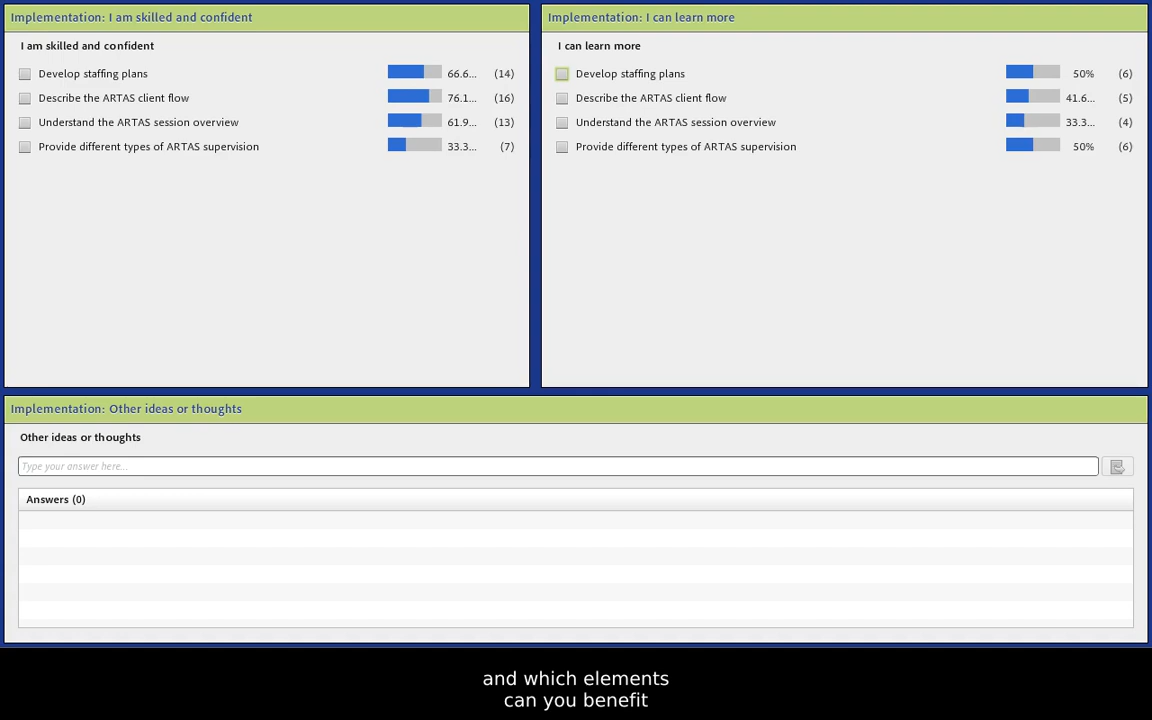 Implementation: I am skilled and confident
I am skilled and confident
Develop staffing plans 66.6... (14)
Describe the ARTAS client flow 76.1... (16)
Understand the ARTAS session overview 61.9... (13)
Provide different types of ARTAS supervision 33.3... (7)
Implementation: I can learn more
I can learn more
Develop staffing plans 50% (6)
Describe the ARTAS client flow 41.6... (5)
Understand the ARTAS session overview 33.3... (4)
Provide different types of ARTAS supervision 50% (6)
Implementation: Other ideas or thoughts
Other ideas or thoughts
Type your answer here...
Answers (0)
and which elements
can you benefit